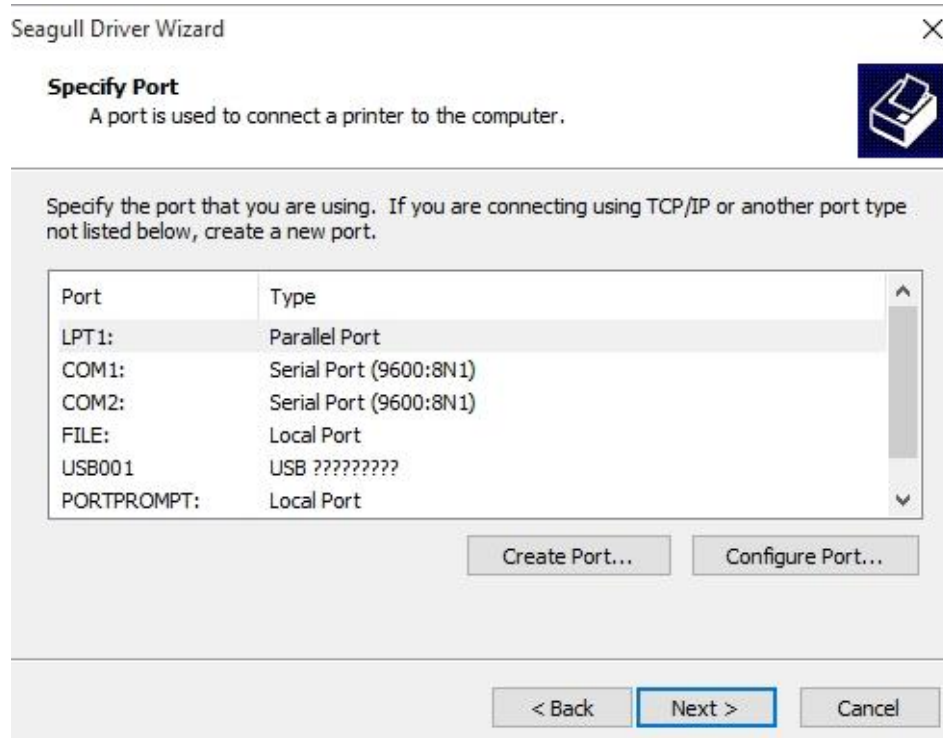 Seagull Driver Wizard
Specify Port
A port is used to connect a printer to the computer.
Specify the port that you are using. If you are connecting using TCP/IP or another port type
not listed below, create a new port.
Port Type
LPT1: Parallel Port
COM1: Serial Port (9600:8N1)
COM2: Serial Port (9600:8N1)
FILE: Local Port
USB001 USB ?????????
PORTPROMPT: Local Port
Create Port... Configure Port...
< Back Next > Cancel